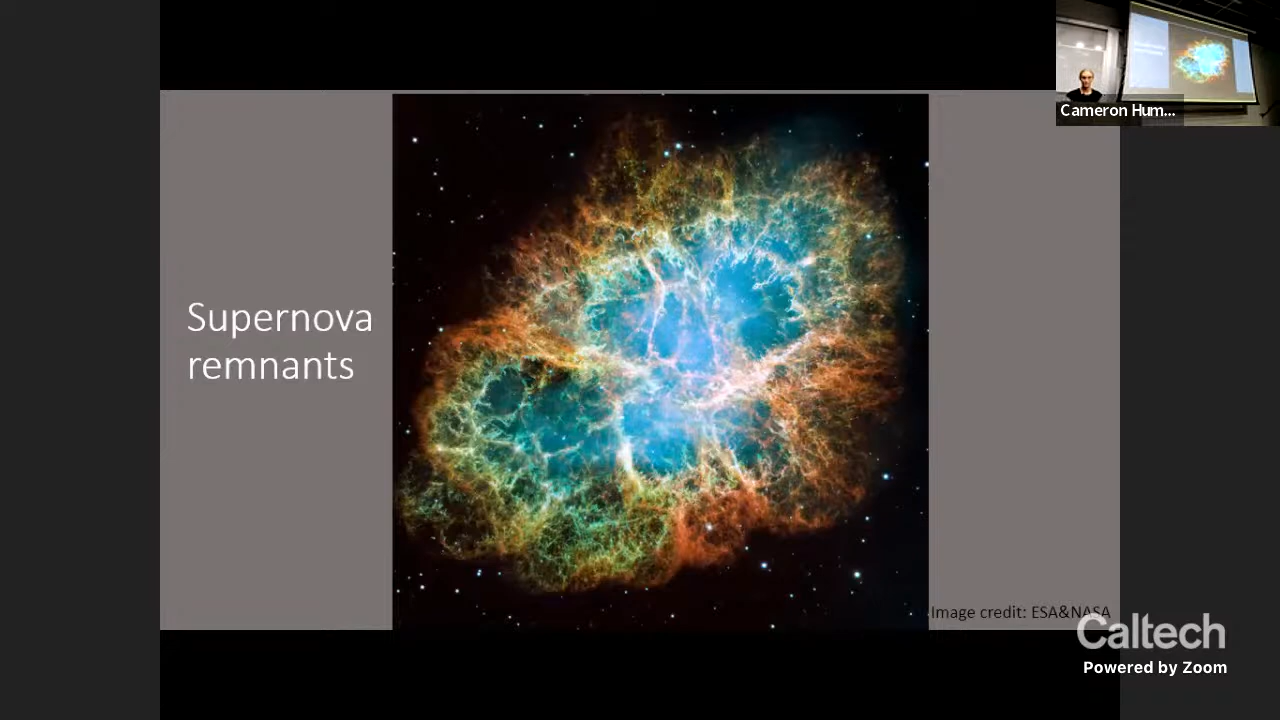 Cameron Hum...
Supernova
remnants
Image credit: ESA&NASA
Caltech
Powered by Zoom